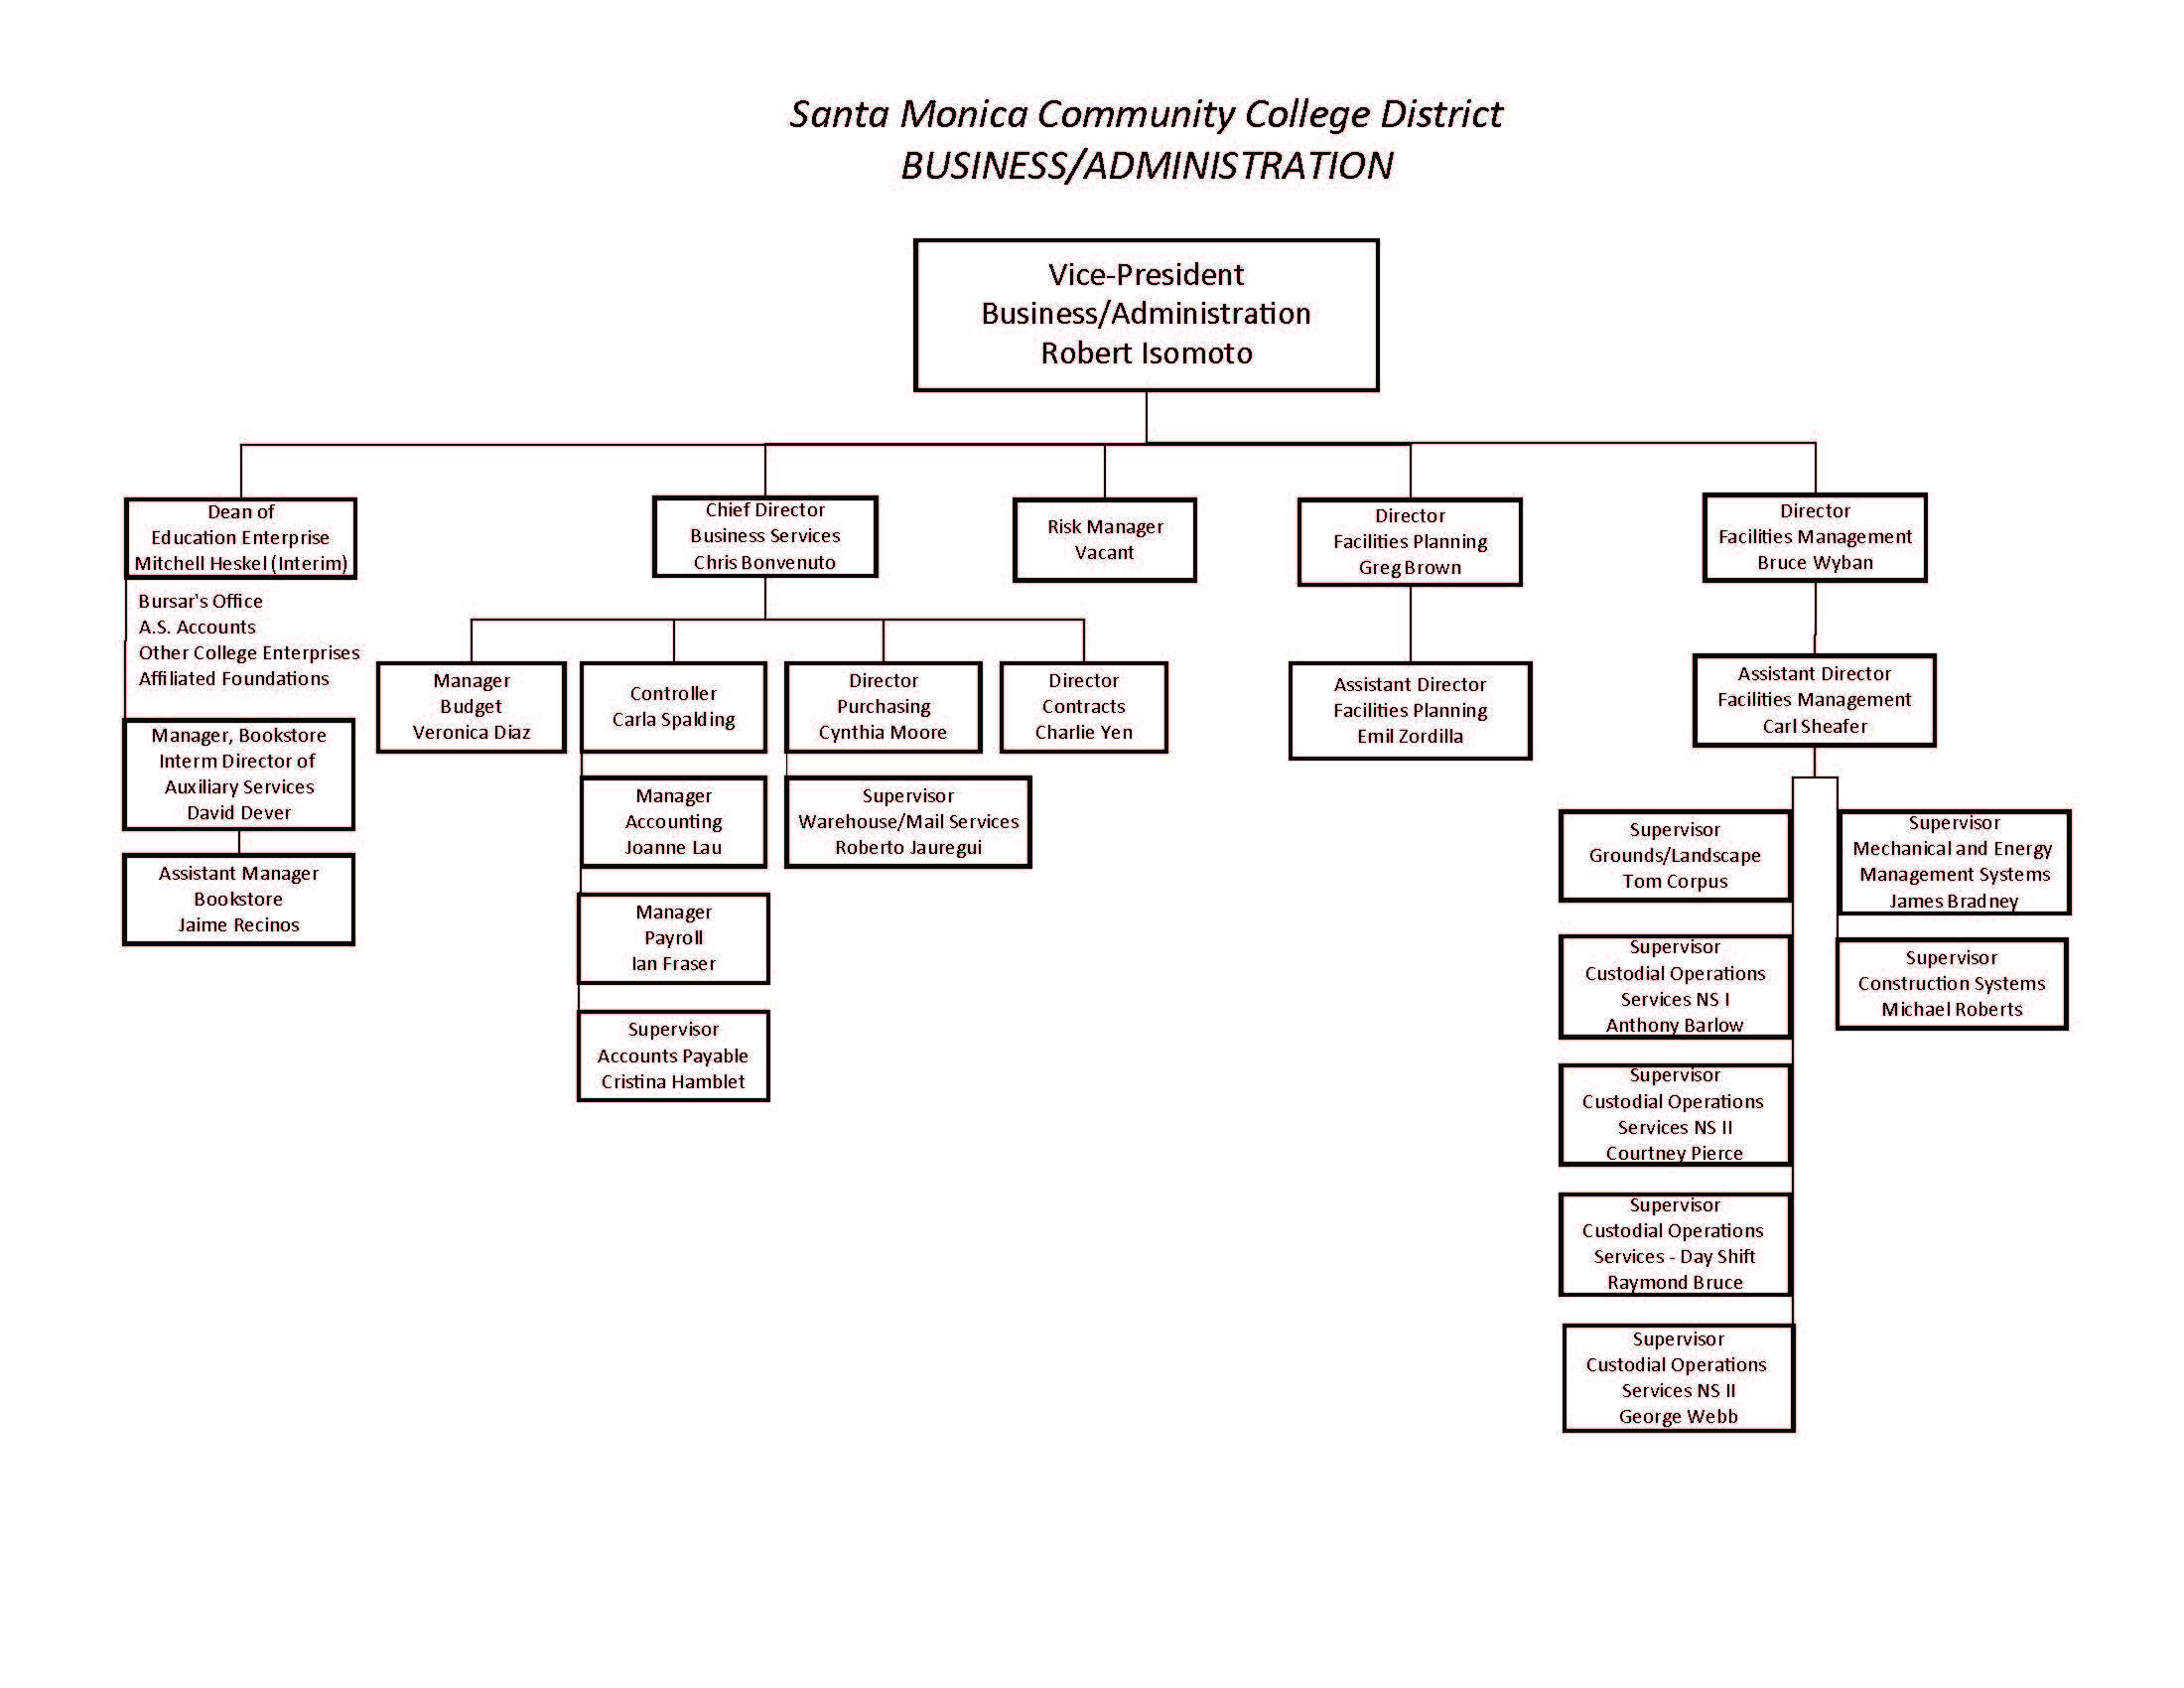 Santa Monica Community College District
BUSINESS/ADMINISTRATION
Vice-President
Business/Administration
Robert Isomoto
Dean of
Education Enterprise
Mitchell Heskel (Interim)
Bursar's Office
A.S. Accounts
Other College Enterprises
Affiliated Foundations
Manager, Bookstore
Interm Director of
Auxiliary Services
David Dever
Assistant Manager
Bookstore
Jaime Recinos
Chief Director
Business Services
Chris Bonvenuto
Manager
Budget
Veronica Diaz
Controller
Carla Spalding
Manager
Accounting
Joanne Lau
Manager
Payroll
Ian Fraser
Supervisor
Accounts Payable
Cristina Hamblet
Director
Purchasing
Cynthia Moore
Supervisor
Warehouse/Mail Services
Roberto Jauregui
Director
Contracts
Charlie Yen
Risk Manager
Vacant
Director
Facilities Planning
Greg Brown
Assistant Director
Facilities Planning
Emil Zordilla
Director
Facilities Management
Bruce Wyban
Assistant Director
Facilities Management
Carl Sheafer
Supervisor
Grounds/Landscape
Tom Corpus
Supervisor
Custodial Operations
Services NS I
Anthony Barlow
Supervisor
Custodial Operations
Services NS II
Courtney Pierce
Supervisor
Custodial Operations
Services - Day Shift
Raymond Bruce
Supervisor
Custodial Operations
Services NS II
George Webb
Supervisor
Mechanical and Energy
Management Systems
James Bradney
Supervisor
Construction Systems
Michael Roberts